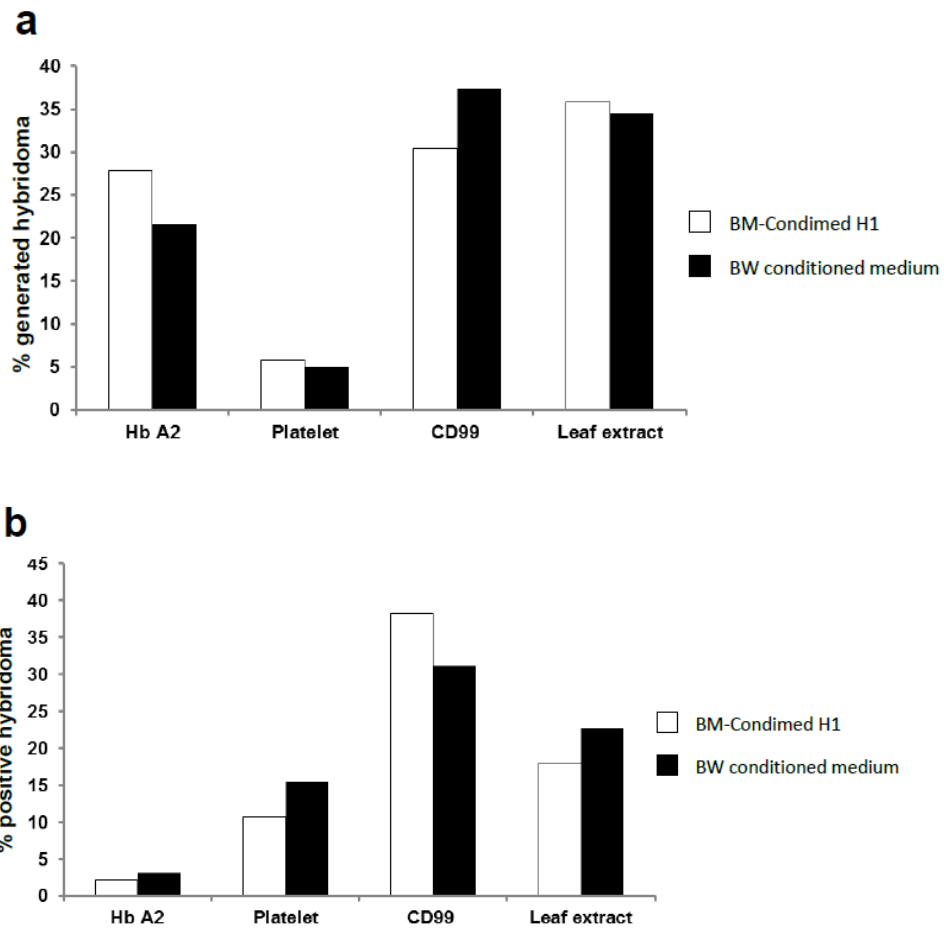 a
% generated hybridoma
40
35
30
25
20
15
10
5
0
Hb A2 Platelet CD99 Leaf extract
BM-Condimed H1
BW conditioned medium
b
% positive hybridoma
45
40
35
30
25
20
15
10
5
0
Hb A2 Platelet CD99 Leaf extract
BM-Condimed H1
BW conditioned medium